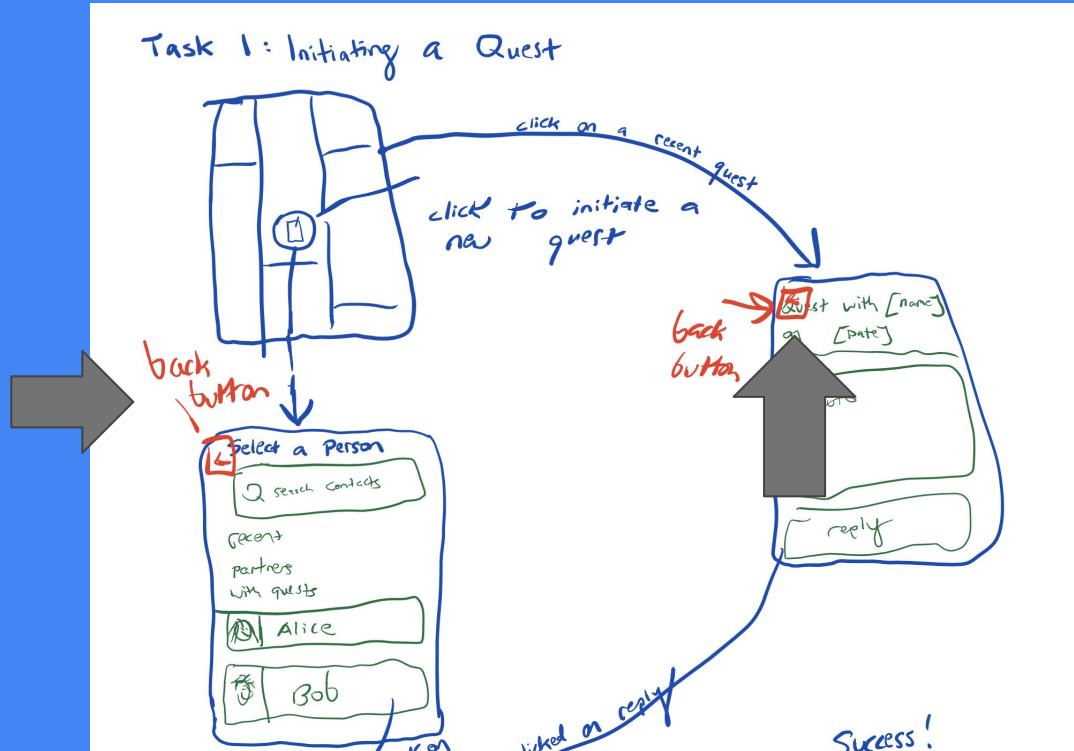 Task 1: Initiating a Quest
click on a recent quest
click to initiate a
new quest
back
button
Quest with [name]
on [Date]
back
button
Select a Person
search contacts
recent
partners
with quests
Alice
Bob
reply
clicked on reply
Success!